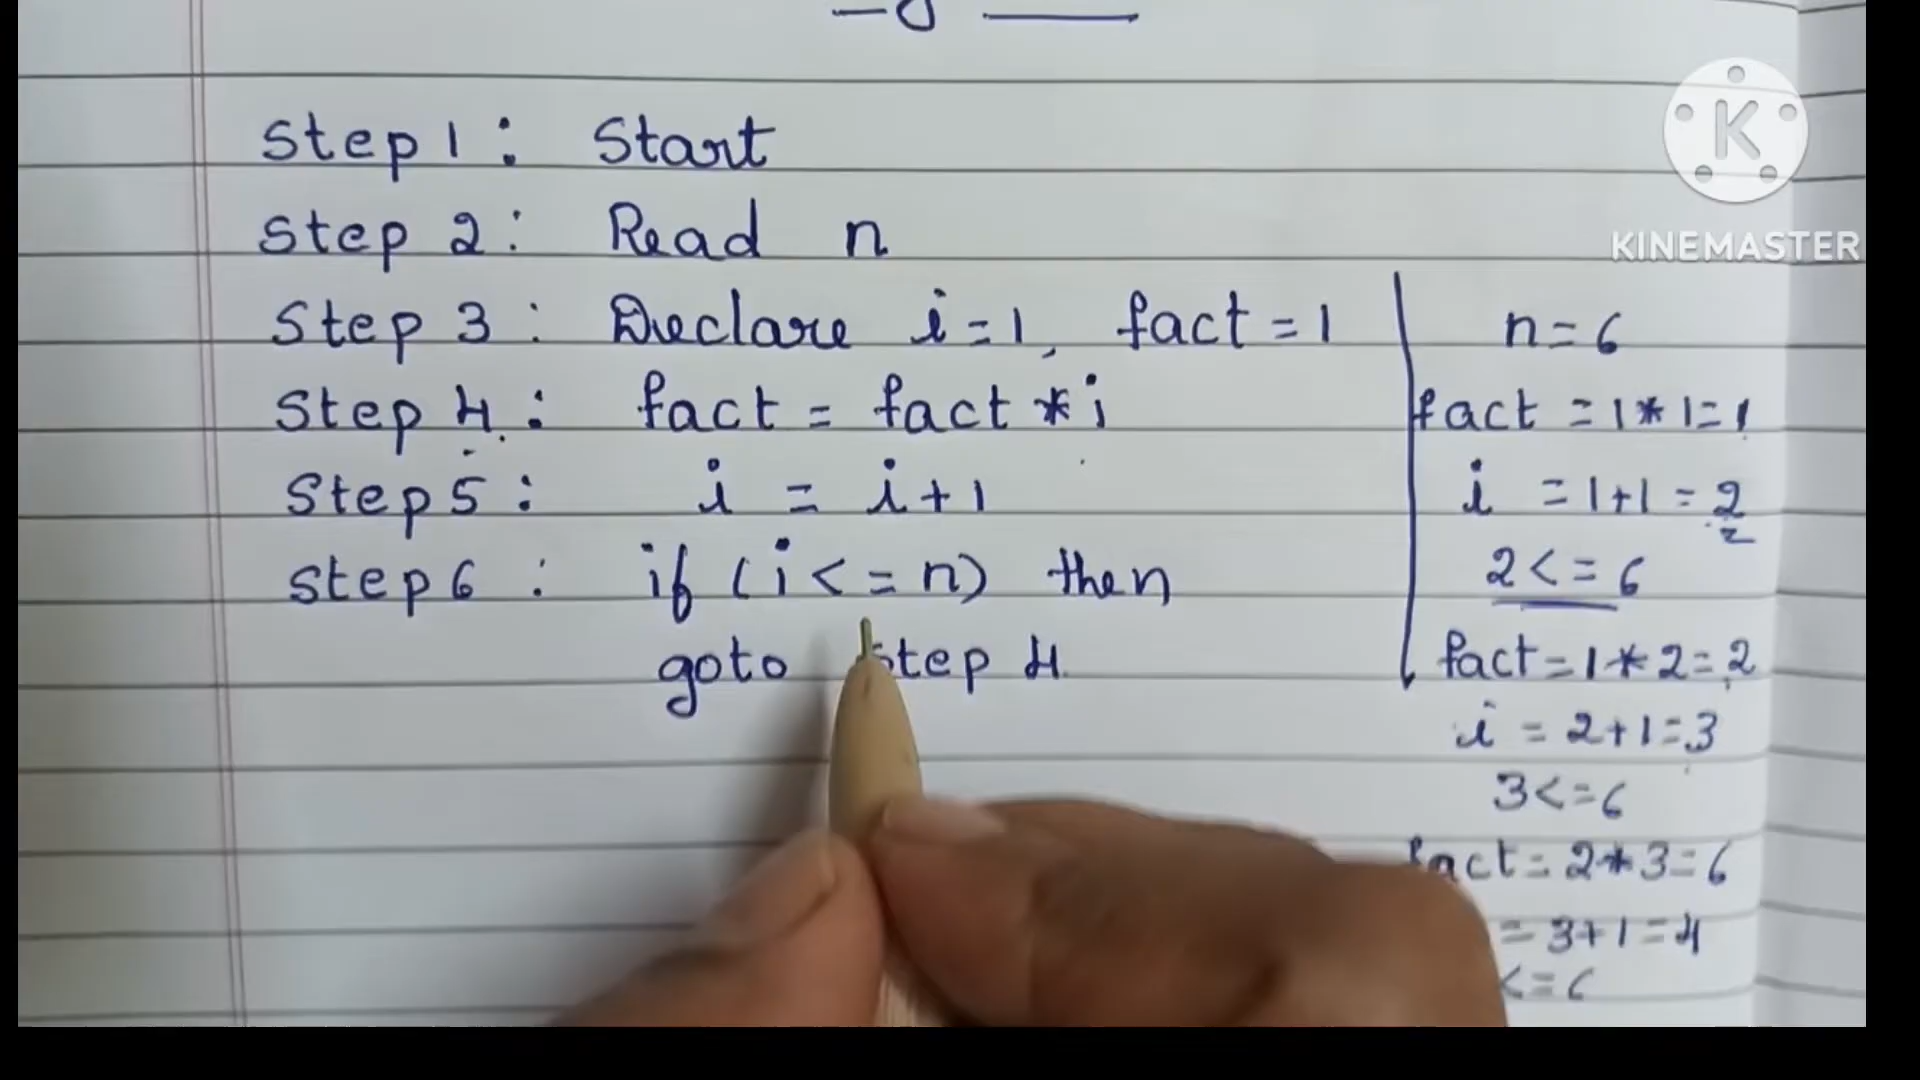 Step 1 : Start
Step 2 : Read n
Step 3 : Declare i = 1, fact = 1
Step 4 : fact = fact * i
Step 5 : i = i + 1
Step 6 : if (i < = n) then
goto step 4
n = 6
fact = 1 * 1 = 1
i = 1 + 1 = 2
2 < = 6
fact = 1 * 2 = 2
i = 2 + 1 = 3
3 < = 6
fact = 2 * 3 = 6
= 3 + 1 = 4
< = 6
K
KINEMASTER